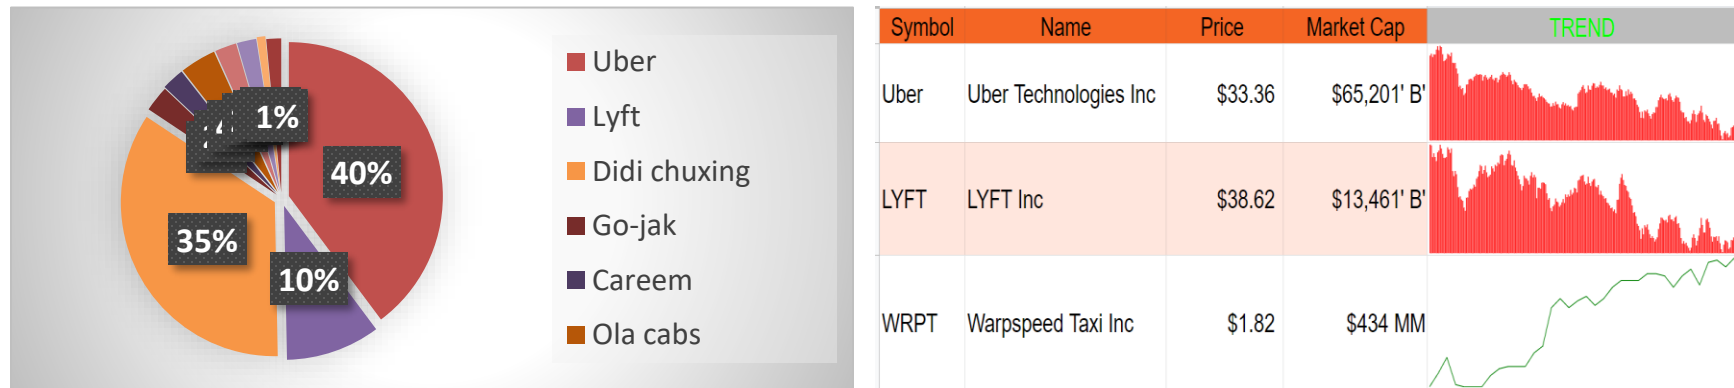 40%
10%
35%
1%
Uber
Lyft
Didi chuxing
Go-jak
Careem
Ola cabs
Symbol Name Price Market Cap TREND
Uber Uber Technologies Inc $33.36 $65,201' B'
LYFT LYFT Inc $38.62 $13,461' B'
WRPT Warpspeed Taxi Inc $1.82 $434 MM